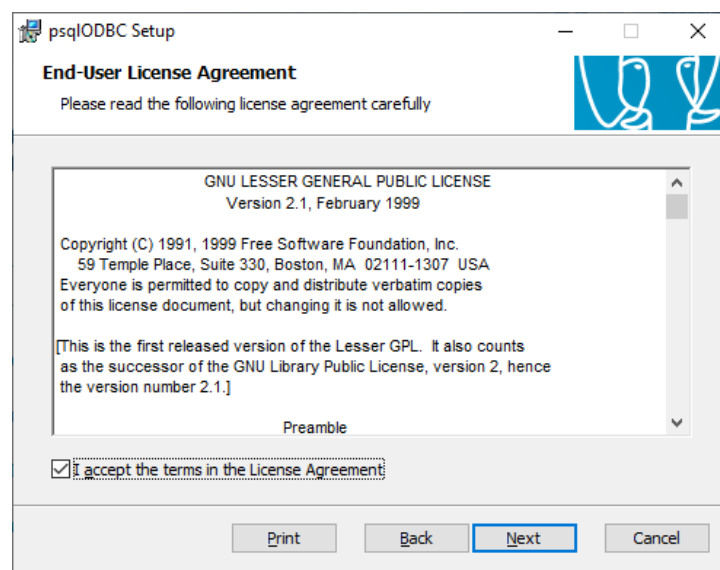 psqlODBC Setup
End-User License Agreement
Please read the following license agreement carefully
GNU LESSER GENERAL PUBLIC LICENSE
Version 2.1, February 1999
Copyright (C) 1991, 1999 Free Software Foundation, Inc.
59 Temple Place, Suite 330, Boston, MA  02111-1307  USA
Everyone is permitted to copy and distribute verbatim copies
of this license document, but changing it is not allowed.
[This is the first released version of the Lesser GPL.  It also counts
as the successor of the GNU Library Public License, version 2, hence
the version number 2.1.]
Preamble
I accept the terms in the License Agreement
Print Back Next Cancel